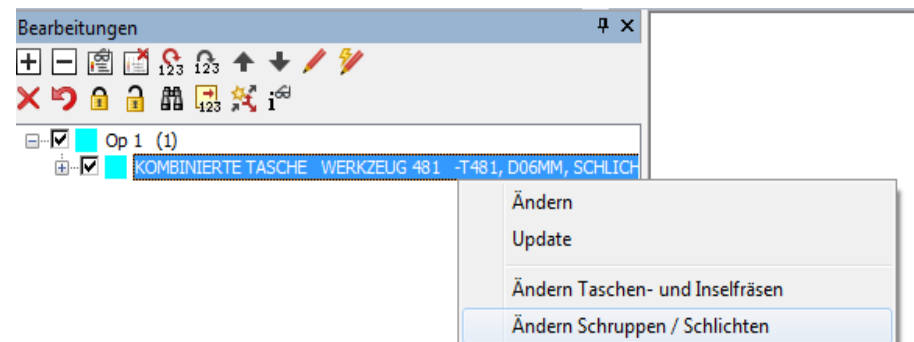 Bearbeitungen
123 123
123 i
Op 1 (1)
KOMBINIERTE TASCHE WERKZEUG 481 -T481, D06MM, SCHLICH
Ändern
Update
Ändern Taschen- und Inselfräsen
Ändern Schruppen / Schlichten